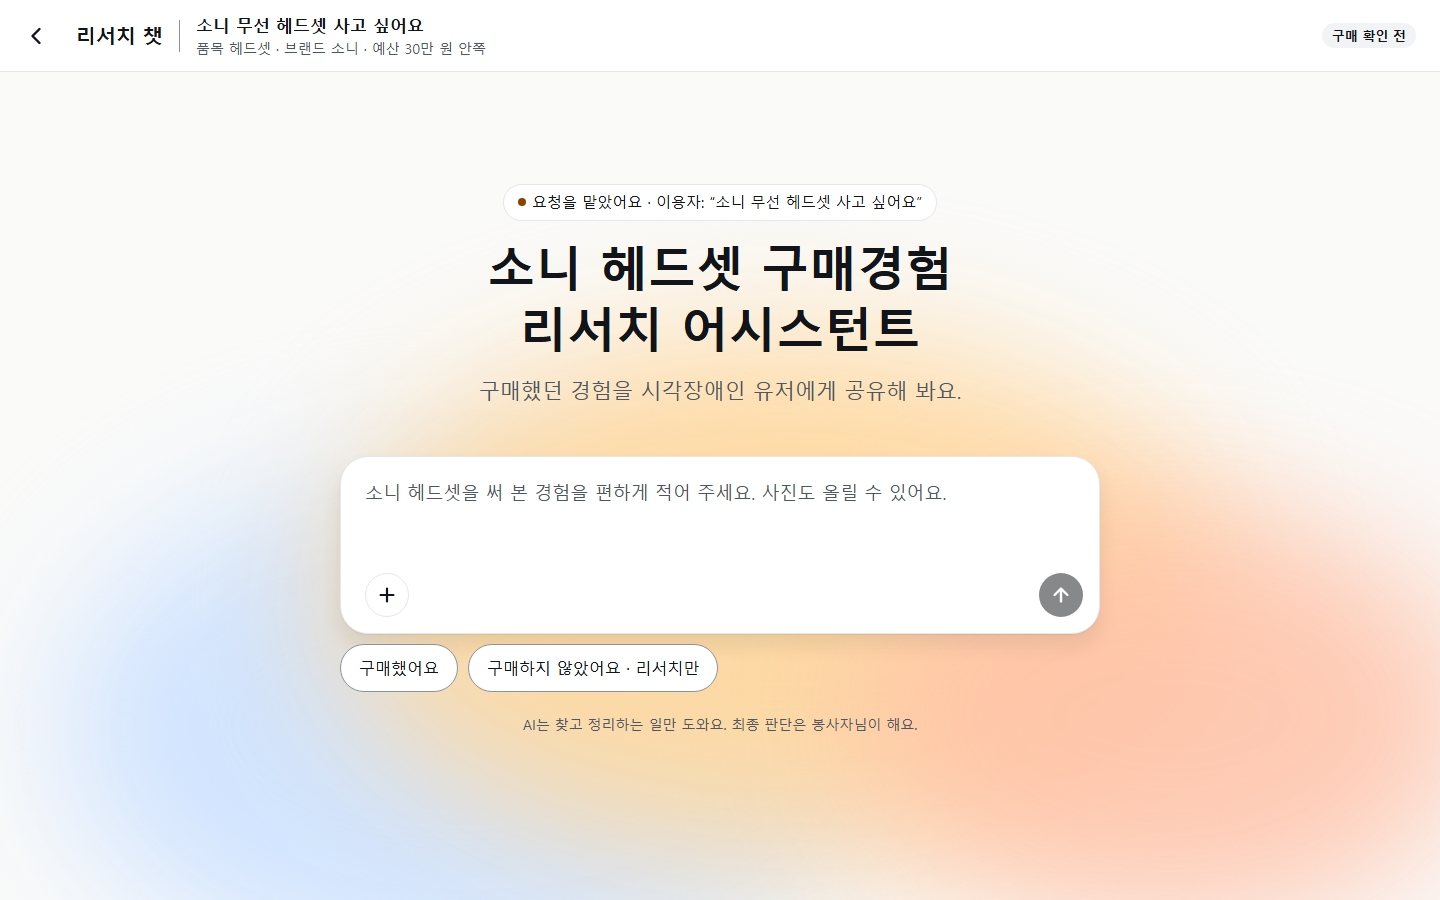 리서치 챗
소니 무선 헤드셋 사고 싶어요
품목 헤드셋 · 브랜드 소니 · 예산 30만 원 안쪽
구매 확인 전
요청을 맡았어요 · 이용자: “소니 무선 헤드셋 사고 싶어요”
소니 헤드셋 구매경험
리서치 어시스턴트
구매했던 경험을 시각장애인 유저에게 공유해 봐요.
소니 헤드셋을 써 본 경험을 편하게 적어 주세요. 사진도 올릴 수 있어요.
구매했어요
구매하지 않았어요 · 리서치만
AI는 찾고 정리하는 일만 도와요. 최종 판단은 봉사자님이 해요.